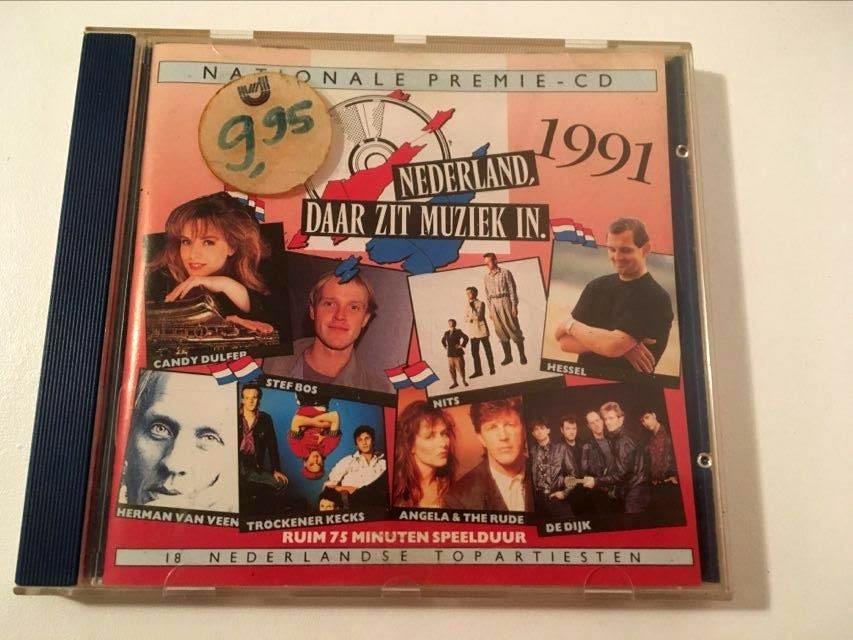 NATIONALE PREMIE-CD
9,95
1991
NEDERLAND,
DAAR ZIT MUZIEK IN.
CANDY DULFER
STEF BOS
NITS
HESSEL
HERMAN VAN VEEN
TROCKENER KECKS
ANGELA & THE RUDE
DE DIJK
RUIM 75 MINUTEN SPEELDUUR
18 NEDERLANDSE TOPARTIESTEN